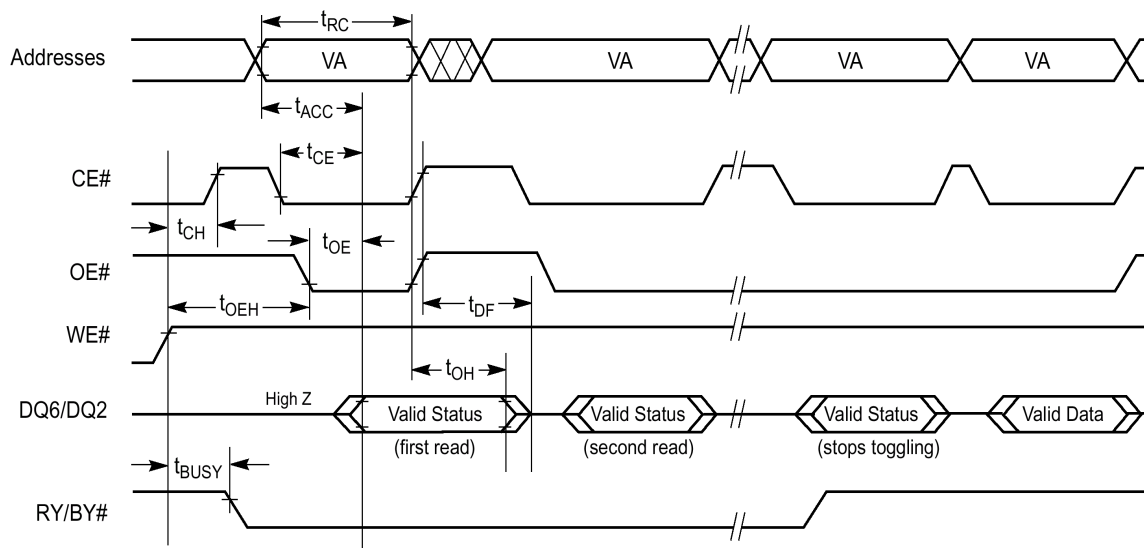 tRC
Addresses VA VA VA VA
tACC
tCE
CE#
tCH
tOE
OE#
tOEH
tDF
WE#
tOH
High Z
DQ6/DQ2 Valid Status Valid Status Valid Status Valid Data
(first read) (second read) (stops toggling)
tBUSY
RY/BY#